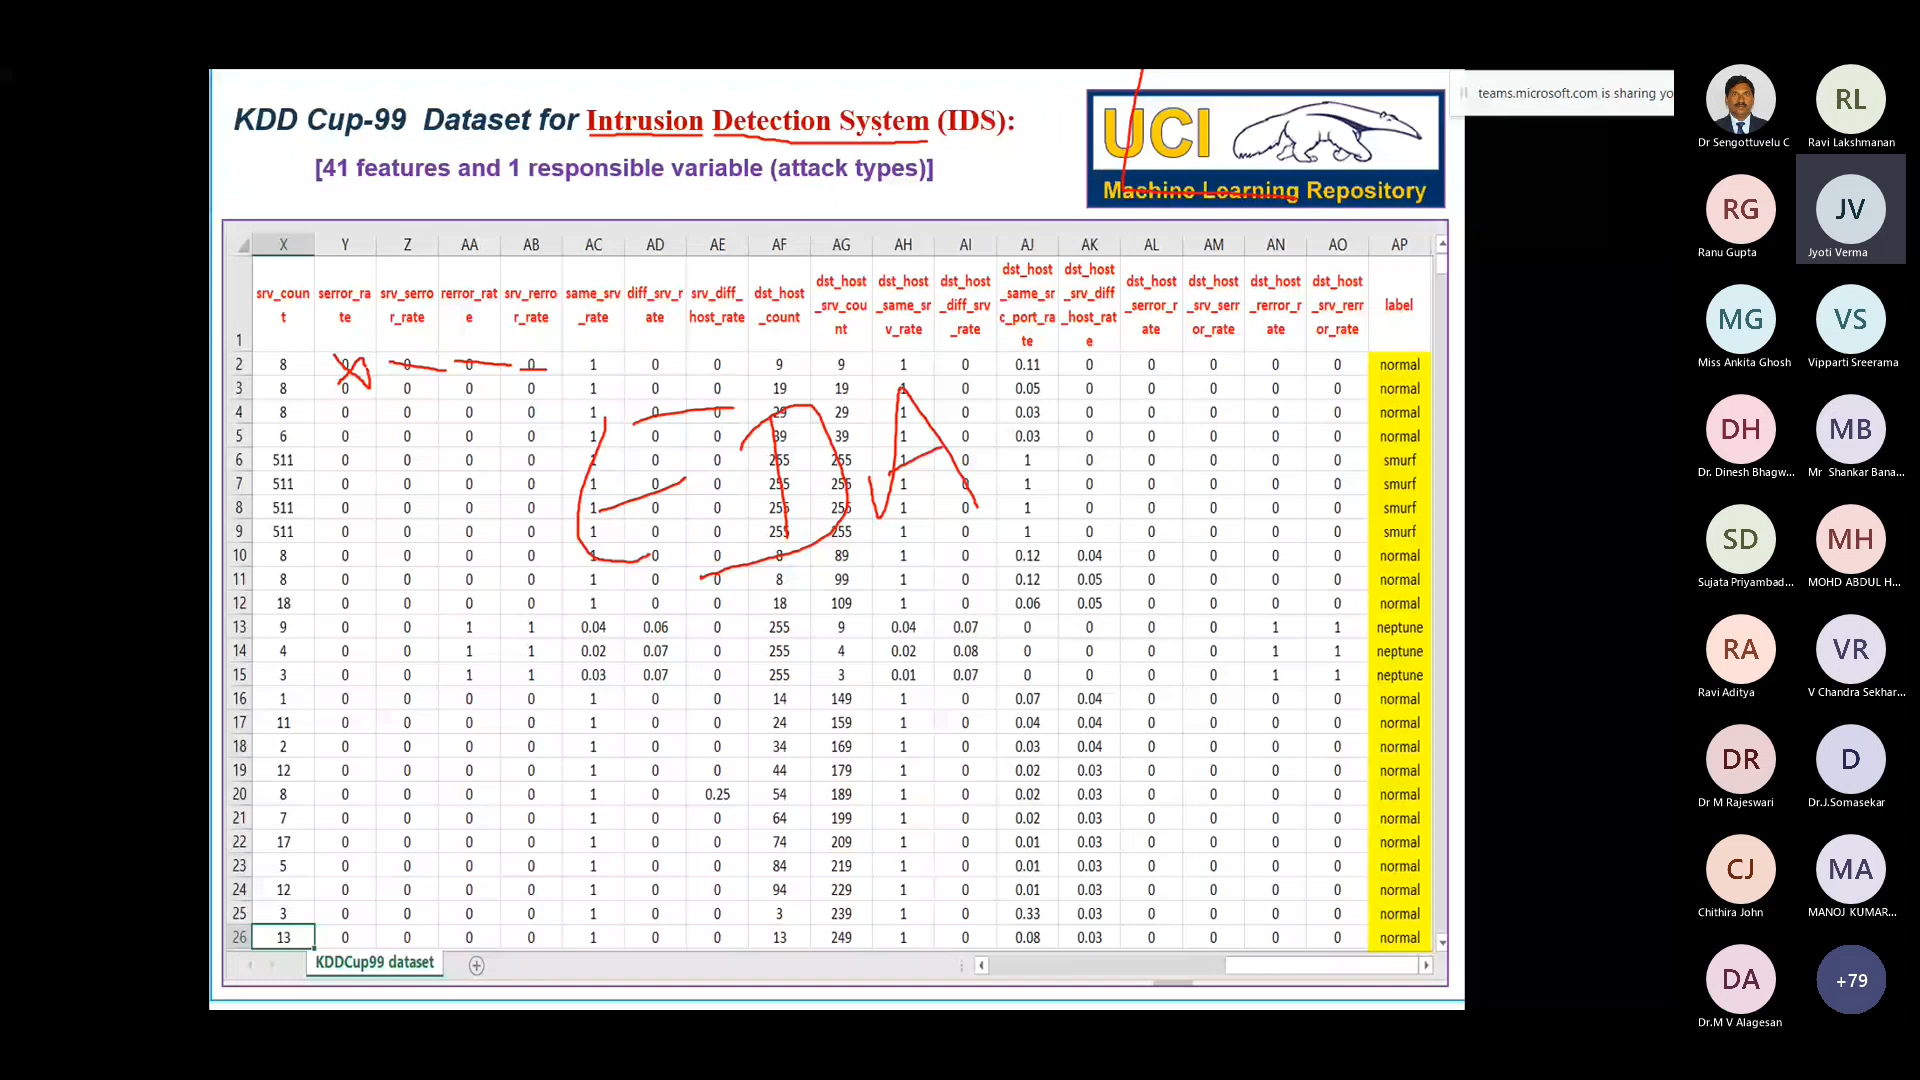 KDD Cup-99 Dataset for Intrusion Detection System (IDS):
[41 features and 1 responsible variable (attack types)]
UCI
Machine Learning Repository
teams.microsoft.com is sharing yo
X Y Z AA AB AC AD AE AF AG AH AI AJ AK AL AM AN AO AP
1 srv_count serror_rate srv_serror_rate rerror_rate srv_rerror_rate same_srv_rate diff_srv_rate srv_diff_host_rate dst_host_count dst_host_srv_count dst_host_same_srv_rate dst_host_diff_srv_rate dst_host_same_src_port_rate dst_host_srv_diff_host_rate dst_host_serror_rate dst_host_srv_serror_rate dst_host_rerror_rate dst_host_srv_rerror_rate label
2 8 0 0 0 0 1 0 0 9 9 1 0 0.11 0 0 0 0 0 normal
3 8 0 0 0 0 1 0 0 19 19 1 0 0.05 0 0 0 0 0 normal
4 8 0 0 0 0 1 0 0 29 29 1 0 0.03 0 0 0 0 0 normal
5 6 0 0 0 0 1 0 0 39 39 1 0 0.03 0 0 0 0 0 normal
6 511 0 0 0 0 1 0 0 255 255 1 0 1 0 0 0 0 0 smurf
7 511 0 0 0 0 1 0 0 255 255 1 0 1 0 0 0 0 0 smurf
8 511 0 0 0 0 1 0 0 255 255 1 0 1 0 0 0 0 0 smurf
9 511 0 0 0 0 1 0 0 255 255 1 0 1 0 0 0 0 0 smurf
10 8 0 0 0 0 1 0 0 8 89 1 0 0.12 0.04 0 0 0 0 normal
11 8 0 0 0 0 1 0 0 8 99 1 0 0.12 0.05 0 0 0 0 normal
12 18 0 0 0 0 1 0 0 18 109 1 0 0.06 0.05 0 0 0 0 normal
13 9 0 0 1 1 0.04 0.06 0 255 9 0.04 0.07 0 0 0 0 1 1 neptune
14 4 0 0 1 1 0.02 0.07 0 255 4 0.02 0.08 0 0 0 0 1 1 neptune
15 3 0 0 1 1 0.03 0.07 0 255 3 0.01 0.07 0 0 0 0 1 1 neptune
16 1 0 0 0 0 1 0 0 14 149 1 0 0.07 0.04 0 0 0 0 normal
17 11 0 0 0 0 1 0 0 24 159 1 0 0.04 0.04 0 0 0 0 normal
18 2 0 0 0 0 1 0 0 34 169 1 0 0.03 0.04 0 0 0 0 normal
19 12 0 0 0 0 1 0 0 44 179 1 0 0.02 0.03 0 0 0 0 normal
20 8 0 0 0 0 1 0 0.25 54 189 1 0 0.02 0.03 0 0 0 0 normal
21 7 0 0 0 0 1 0 0 64 199 1 0 0.02 0.03 0 0 0 0 normal
22 17 0 0 0 0 1 0 0 74 209 1 0 0.01 0.03 0 0 0 0 normal
23 5 0 0 0 0 1 0 0 84 219 1 0 0.01 0.03 0 0 0 0 normal
24 12 0 0 0 0 1 0 0 94 229 1 0 0.01 0.03 0 0 0 0 normal
25 3 0 0 0 0 1 0 0 3 239 1 0 0.33 0.03 0 0 0 0 normal
26 13 0 0 0 0 1 0 0 13 249 1 0 0.08 0.03 0 0 0 0 normal
EDA
KDDCup99 dataset
Dr Sengottuvelu C
RL
Ravi Lakshmanan
RG
Ranu Gupta
JV
Jyoti Verma
MG
Miss Ankita Ghosh
VS
Vipparti Sreerama
DH
Dr. Dinesh Bhagw...
MB
Mr Shankar Bana...
SD
Sujata Priyambad...
MH
MOHD ABDUL H...
RA
Ravi Aditya
VR
V Chandra Sekhar...
DR
Dr M Rajeswari
D
Dr.J.Somasekar
CJ
Chithira John
MA
MANOJ KUMAR...
DA
Dr.M V Alagesan
+79